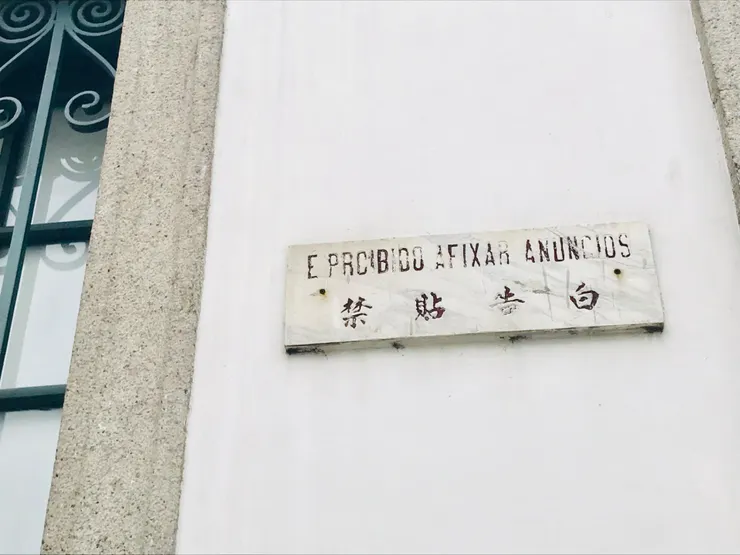 E PROIBIDO AFIXAR ANUNCIOS
禁貼告白